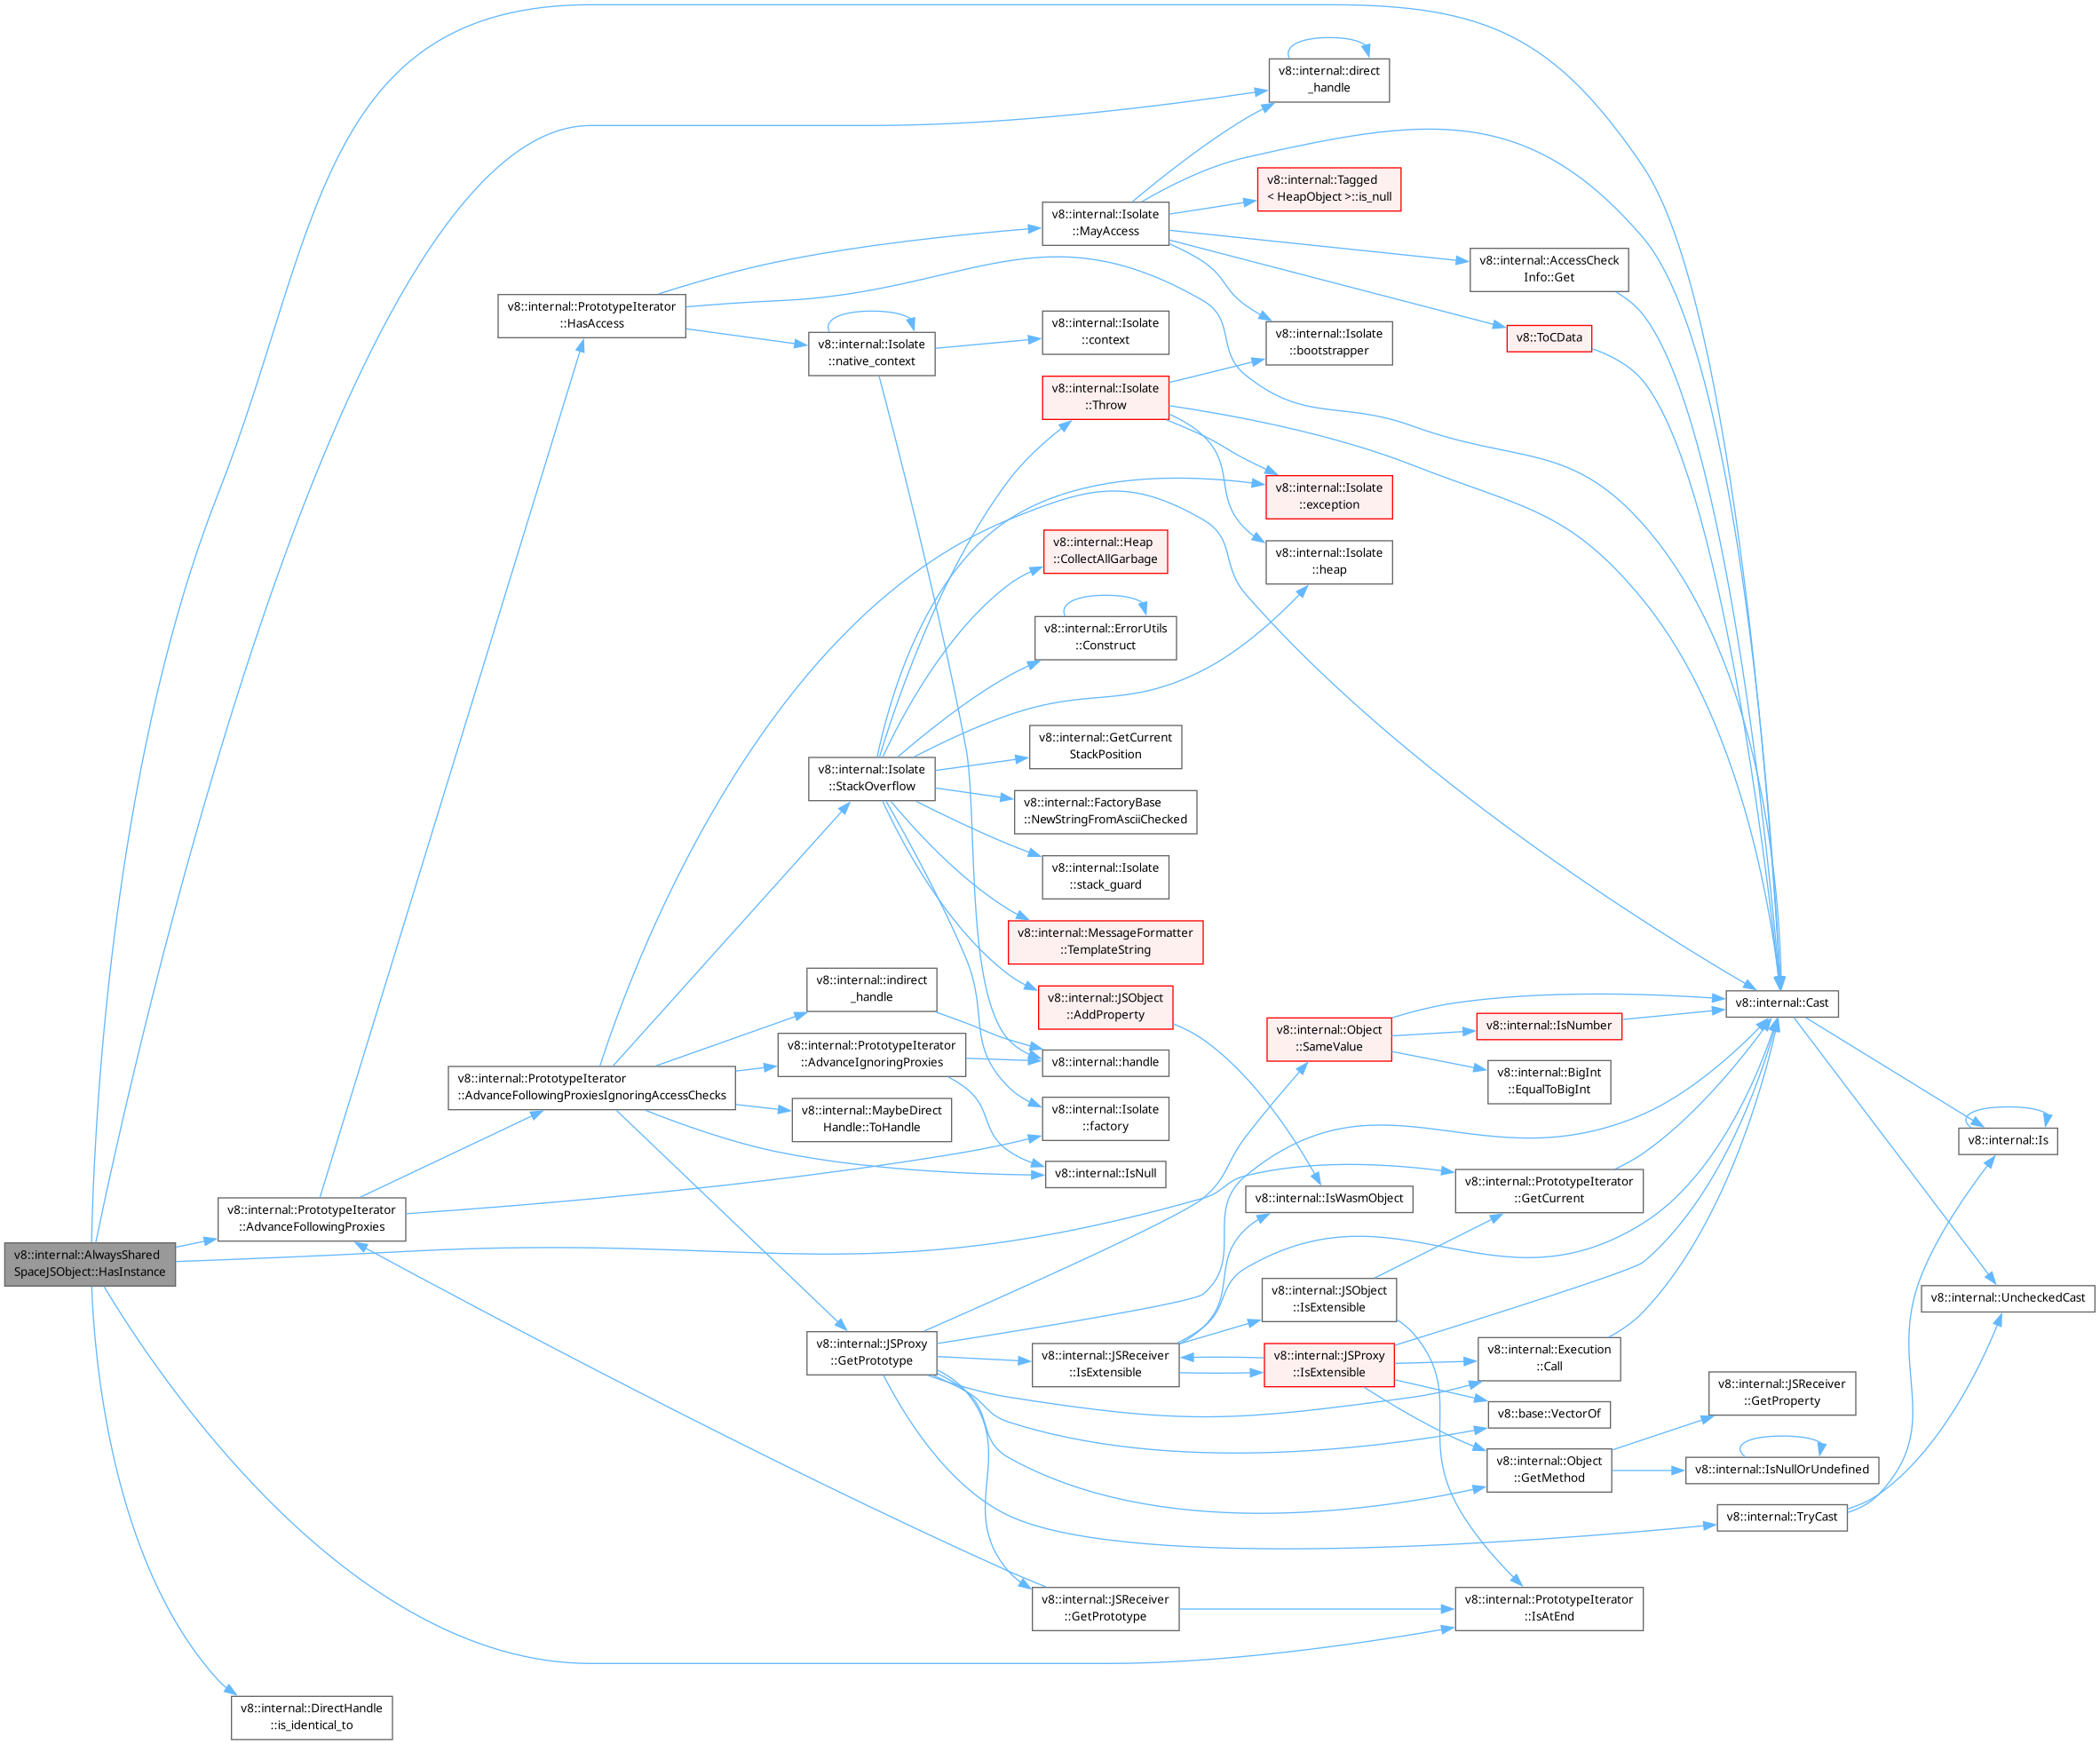 v8::internal::direct
_handle
v8::internal::Tagged
< HeapObject >::is_null
v8::internal::Isolate
::MayAccess
v8::internal::AccessCheck
Info::Get
v8::internal::PrototypeIterator
::HasAccess
v8::internal::Isolate
::native_context
v8::internal::Isolate
::context
v8::internal::Isolate
::bootstrapper
v8::ToCData
v8::internal::Isolate
::Throw
v8::internal::Isolate
::exception
v8::internal::Heap
::CollectAllGarbage
v8::internal::Isolate
::heap
v8::internal::ErrorUtils
::Construct
v8::internal::GetCurrent
StackPosition
v8::internal::Isolate
::StackOverflow
v8::internal::FactoryBase
::NewStringFromAsciiChecked
v8::internal::Isolate
::stack_guard
v8::internal::MessageFormatter
::TemplateString
v8::internal::indirect
_handle
v8::internal::JSObject
::AddProperty
v8::internal::Cast
v8::internal::Object
::SameValue
v8::internal::IsNumber
v8::internal::PrototypeIterator
::AdvanceIgnoringProxies
v8::internal::handle
v8::internal::PrototypeIterator
::AdvanceFollowingProxiesIgnoringAccessChecks
v8::internal::BigInt
::EqualToBigInt
v8::internal::MaybeDirect
Handle::ToHandle
v8::internal::Isolate
::factory
v8::internal::Is
v8::internal::IsNull
v8::internal::PrototypeIterator
::GetCurrent
v8::internal::IsWasmObject
v8::internal::PrototypeIterator
::AdvanceFollowingProxies
v8::internal::AlwaysShared
SpaceJSObject::HasInstance
v8::internal::JSObject
::IsExtensible
v8::internal::UncheckedCast
v8::internal::JSProxy
::GetPrototype
v8::internal::JSReceiver
::IsExtensible
v8::internal::JSProxy
::IsExtensible
v8::internal::Execution
::Call
v8::internal::JSReceiver
::GetProperty
v8::base::VectorOf
v8::internal::Object
::GetMethod
v8::internal::IsNullOrUndefined
v8::internal::TryCast
v8::internal::JSReceiver
::GetPrototype
v8::internal::PrototypeIterator
::IsAtEnd
v8::internal::DirectHandle
::is_identical_to